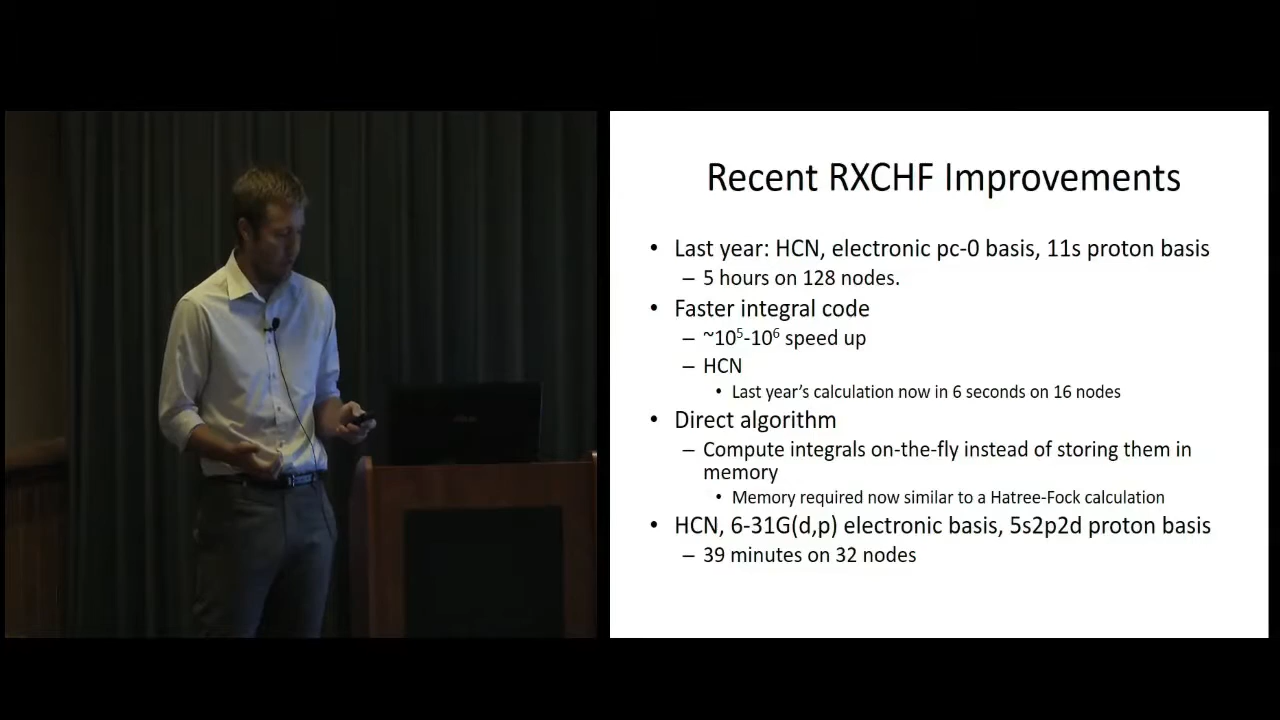 Recent RXCHF Improvements
• Last year: HCN, electronic pc-0 basis, 11s proton basis
– 5 hours on 128 nodes.
• Faster integral code
– ~10⁵-10⁶ speed up
– HCN
• Last year's calculation now in 6 seconds on 16 nodes
• Direct algorithm
– Compute integrals on-the-fly instead of storing them in
memory
• Memory required now similar to a Hatree-Fock calculation
• HCN, 6-31G(d,p) electronic basis, 5s2p2d proton basis
– 39 minutes on 32 nodes